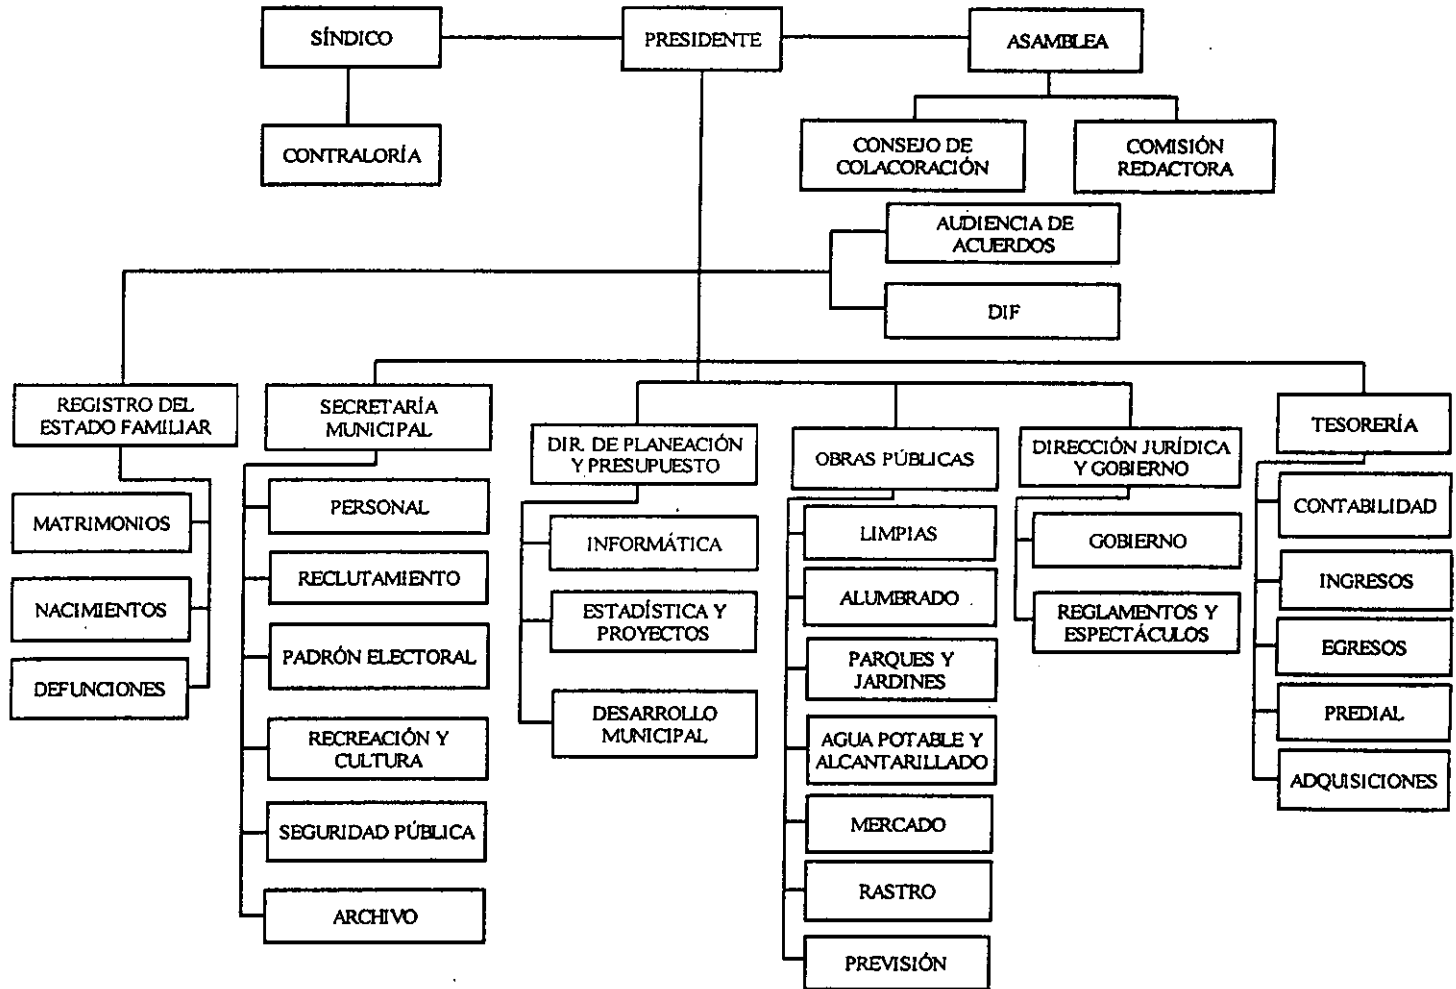 SÍNDICO
PRESIDENTE
ASAMBLEA
CONTRALORÍA
CONSEJO DE
COLACORACIÓN
COMISIÓN
REDACTORA
AUDIENCIA DE
ACUERDOS
DIF
REGISTRO DEL
ESTADO FAMILIAR
MATRIMONIOS
NACIMIENTOS
DEFUNCIONES
SECRETARÍA
MUNICIPAL
PERSONAL
RECLUTAMIENTO
PADRÓN ELECTORAL
RECREACIÓN Y
CULTURA
SEGURIDAD PÚBLICA
ARCHIVO
DIR. DE PLANEACIÓN
Y PRESUPUESTO
INFORMÁTICA
ESTADÍSTICA Y
PROYECTOS
DESARROLLO
MUNICIPAL
OBRAS PÚBLICAS
LIMPIAS
ALUMBRADO
PARQUES Y
JARDINES
AGUA POTABLE Y
ALCANTARILLADO
MERCADO
RASTRO
PREVISIÓN
DIRECCIÓN JURÍDICA
Y GOBIERNO
GOBIERNO
REGLAMENTOS Y
ESPECTÁCULOS
TESORERÍA
CONTABILIDAD
INGRESOS
EGRESOS
PREDIAL
ADQUISICIONES